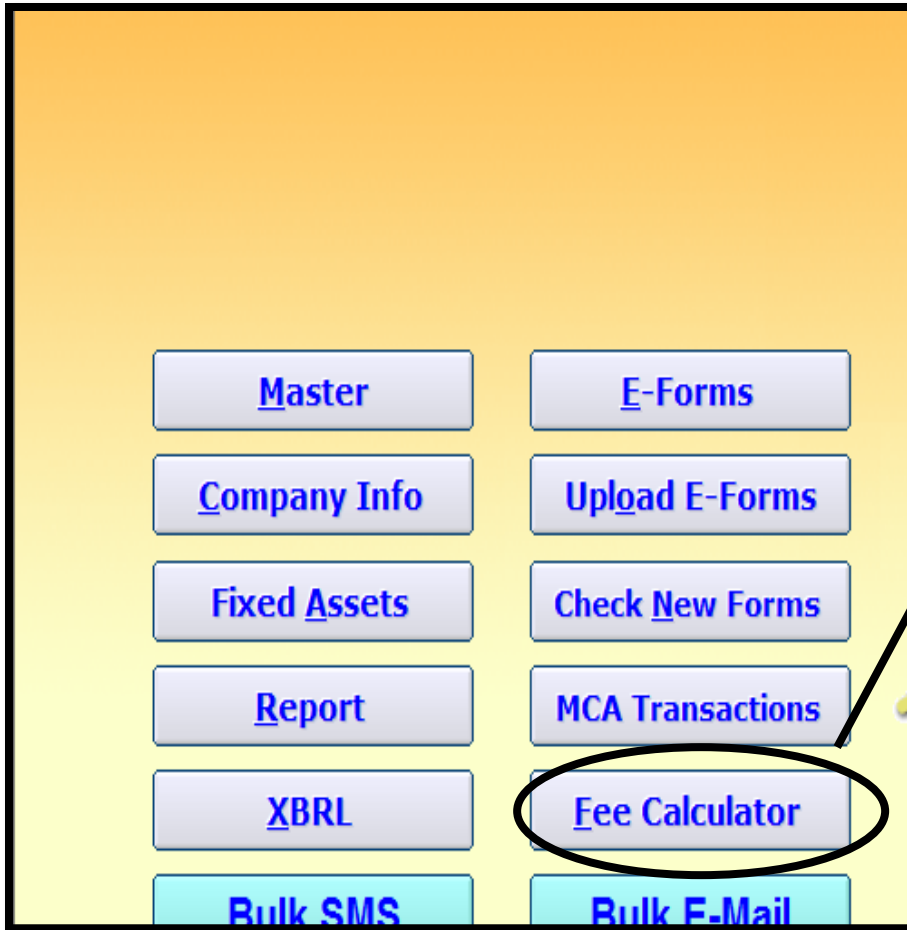 Master
E-Forms
Company Info
Upload E-Forms
Fixed Assets
Check New Forms
Report
MCA Transactions
XBRL
Fee Calculator
Bulk SMS
Bulk E-Mail